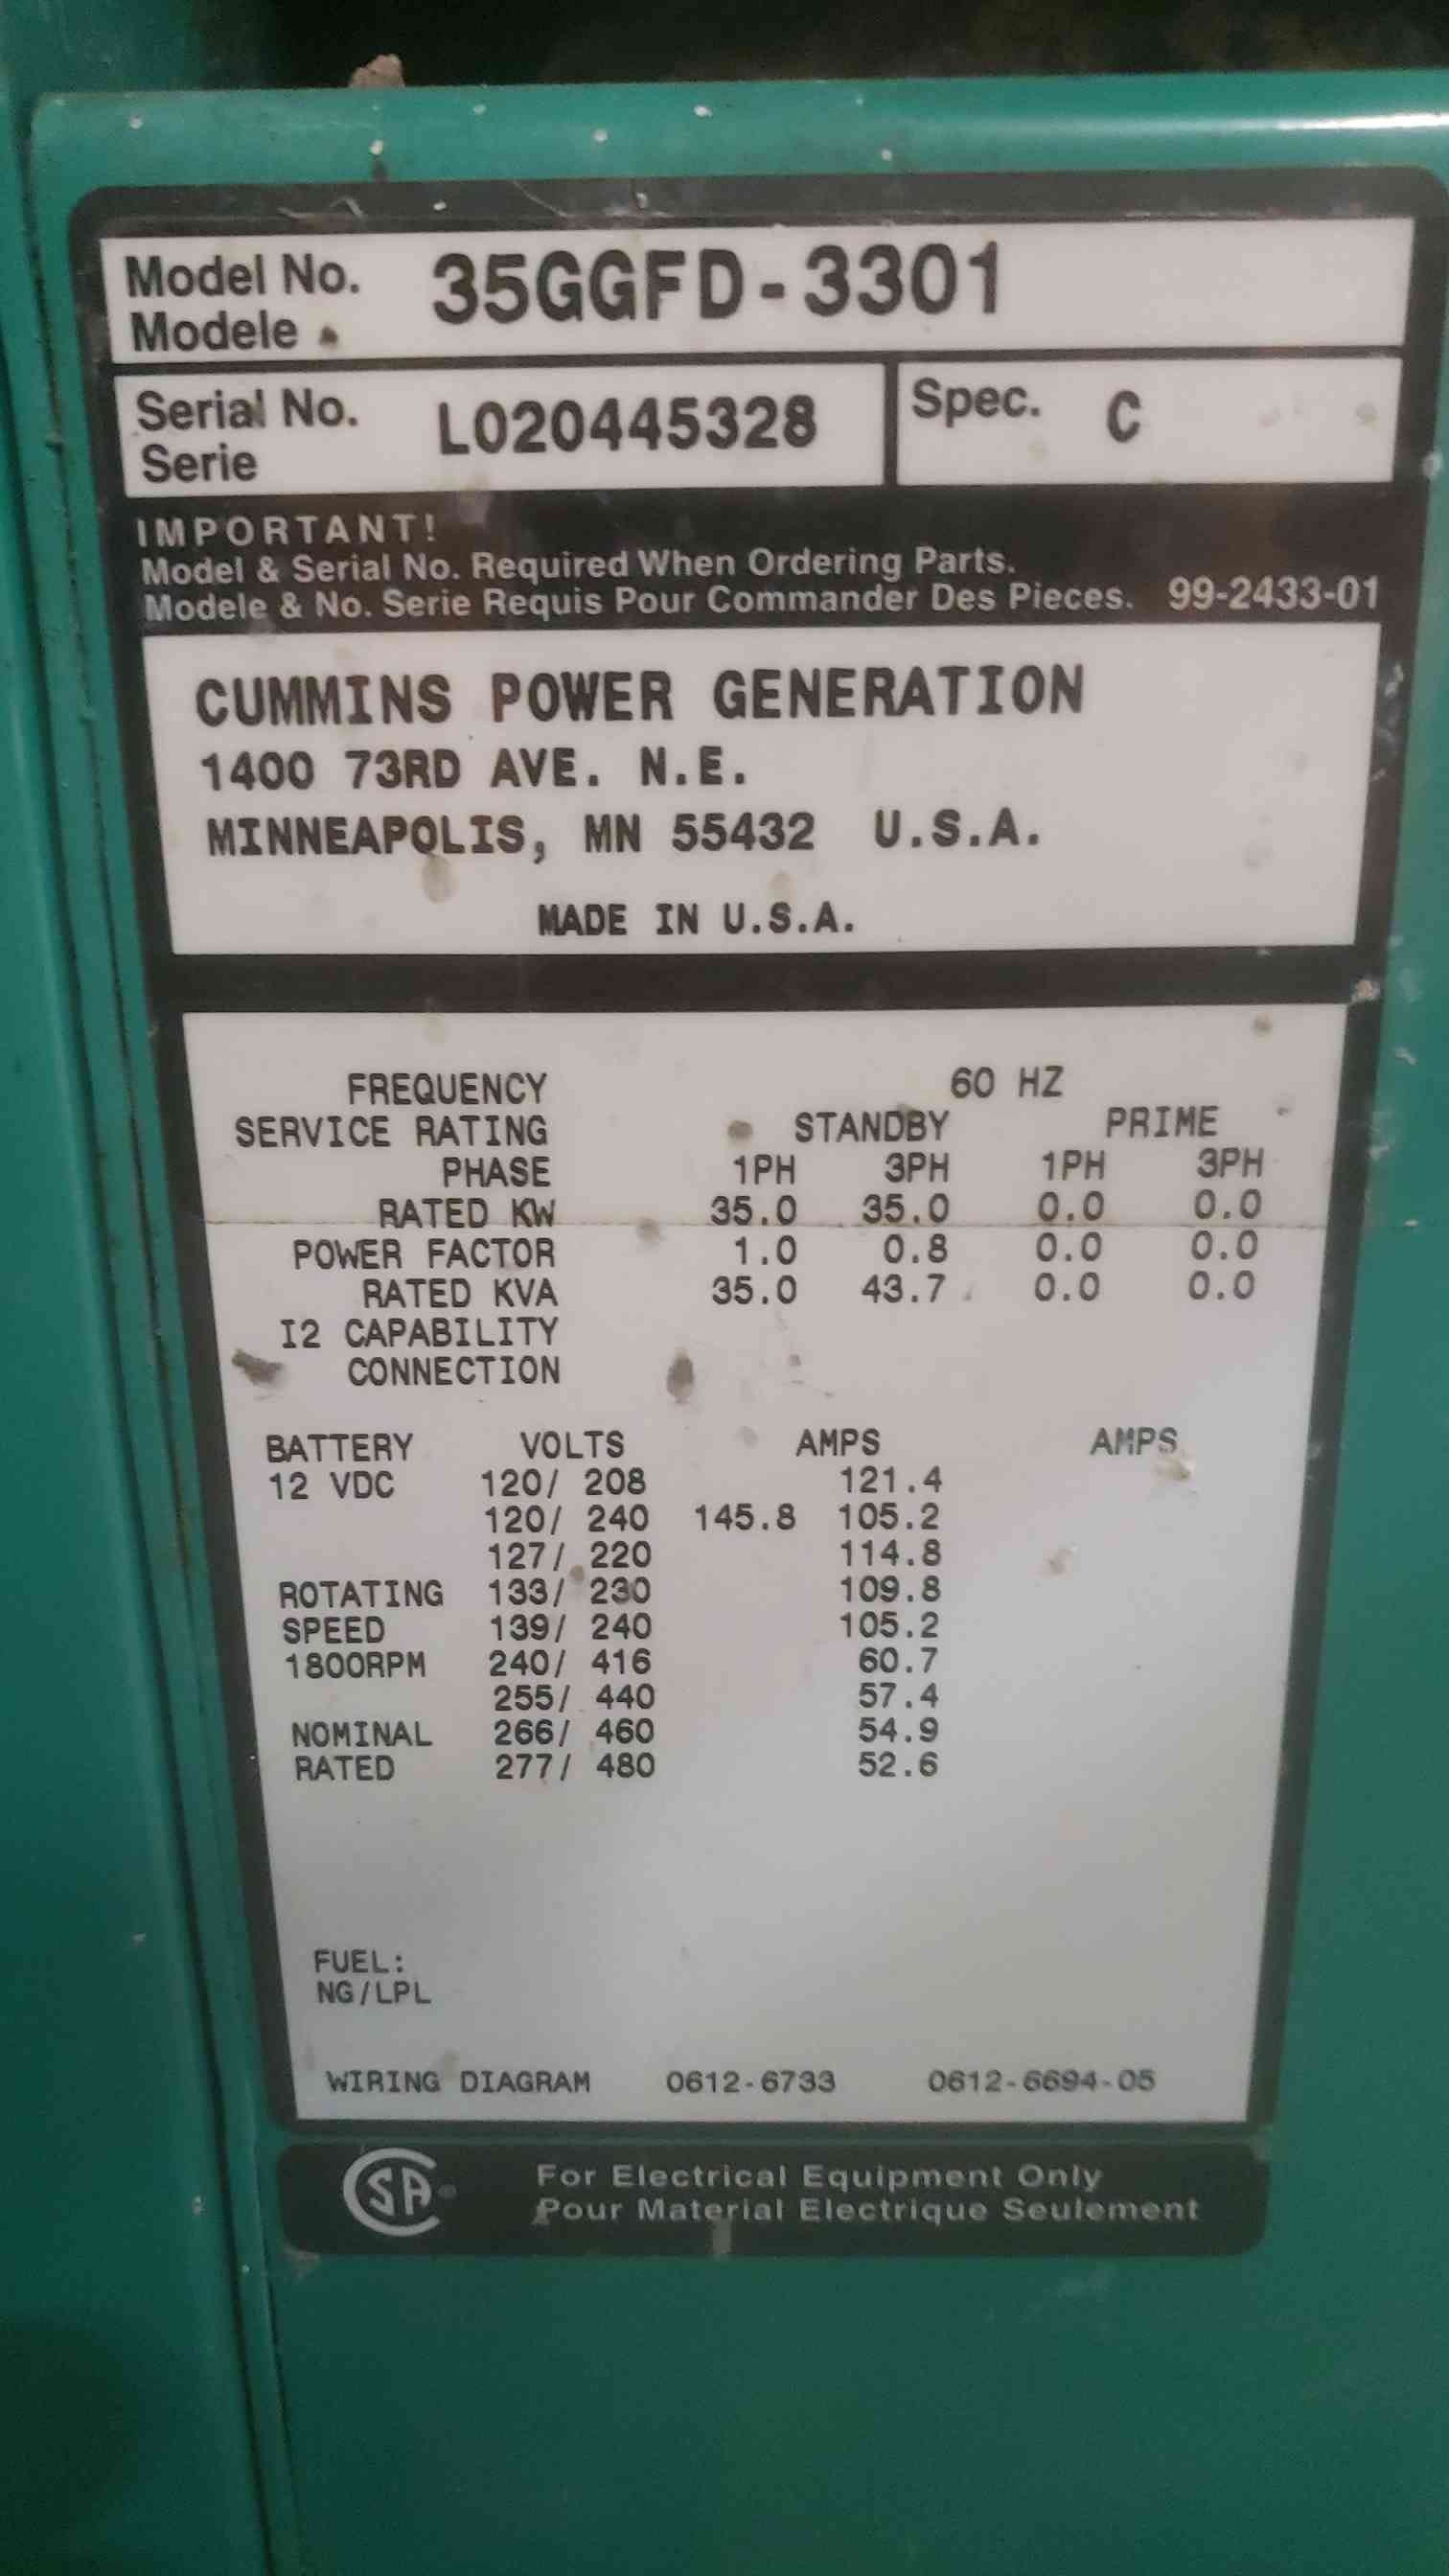 Model No. 35GGFD-3301
Modele
Serial No. L020445328 Spec. C
Serie
IMPORTANT!
Model & Serial No. Required When Ordering Parts.
Modele & No. Serie Requis Pour Commander Des Pieces. 99-2433-01
CUMMINS POWER GENERATION
1400 73RD AVE. N.E.
MINNEAPOLIS, MN 55432 U.S.A.
MADE IN U.S.A.
FREQUENCY 60 HZ
SERVICE RATING STANDBY PRIME
PHASE 1PH 3PH 1PH 3PH
RATED KW 35.0 35.0 0.0 0.0
POWER FACTOR 1.0 0.8 0.0 0.0
RATED KVA 35.0 43.7 0.0 0.0
I2 CAPABILITY
CONNECTION
BATTERY VOLTS AMPS AMPS
12 VDC 120/ 208 121.4
120/ 240 145.8 105.2
127/ 220 114.8
ROTATING 133/ 230 109.8
SPEED 139/ 240 105.2
1800RPM 240/ 416 60.7
255/ 440 57.4
NOMINAL 266/ 460 54.9
RATED 277/ 480 52.6
FUEL:
NG/LPL
WIRING DIAGRAM 0612-6733 0612-6694-05
SA® For Electrical Equipment Only
Pour Material Electrique Seulement